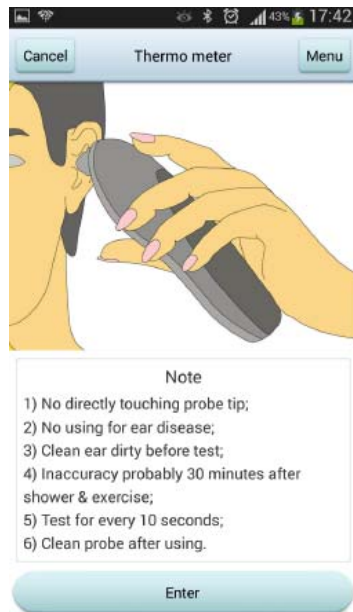 43% 17:42
Cancel Thermo meter Menu
Note
1) No directly touching probe tip;
2) No using for ear disease;
3) Clean ear dirty before test;
4) Inaccuracy probably 30 minutes after
shower & exercise;
5) Test for every 10 seconds;
6) Clean probe after using.
Enter